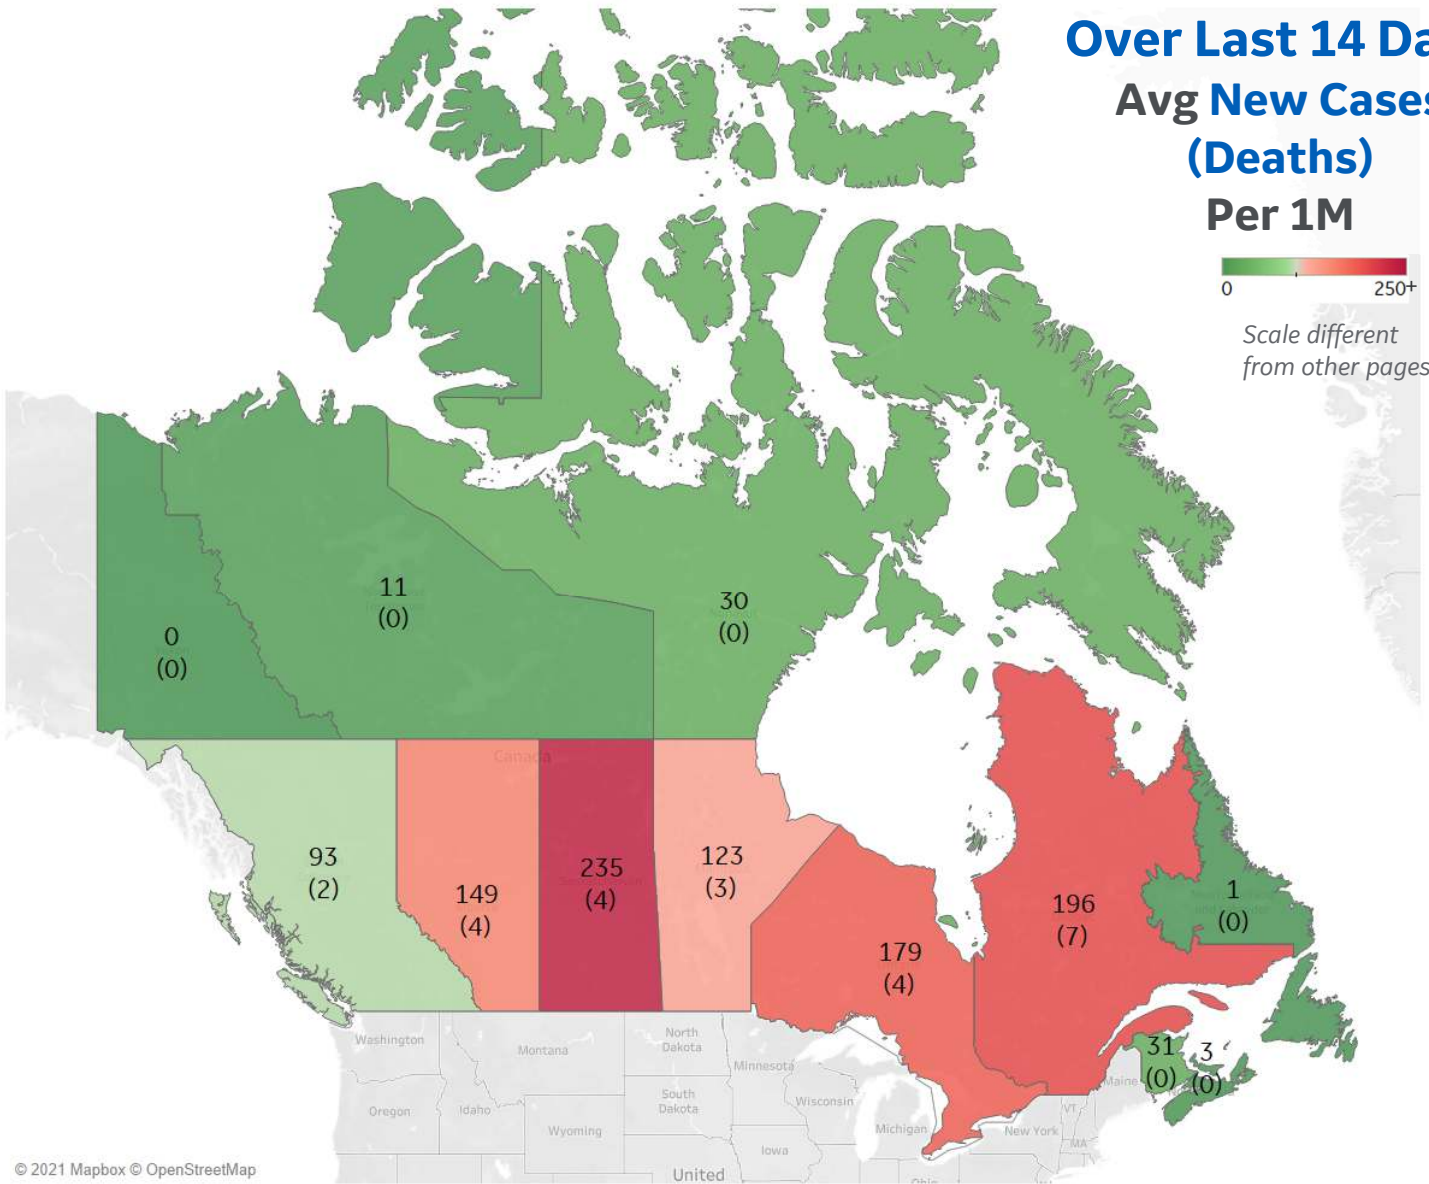 Over Last 14 Da
Avg New Cases
(Deaths)
Per 1M
0
250+
Scale different
from other pages
11
(0)
30
(0)
0
(0)
Canada
93
(2)
149
(4)
235
(4)
123
(3)
179
(4)
196
(7)
1
(0)
31
(0)
3
(0)
Washington
Montana
North
Dakota
Minnesota
Oregon
Idaho
South
Dakota
Wisconsin
Wyoming
Michigan
New York
VT
Maine
MA
Iowa
United
Ohio
© 2021 Mapbox © OpenStreetMap